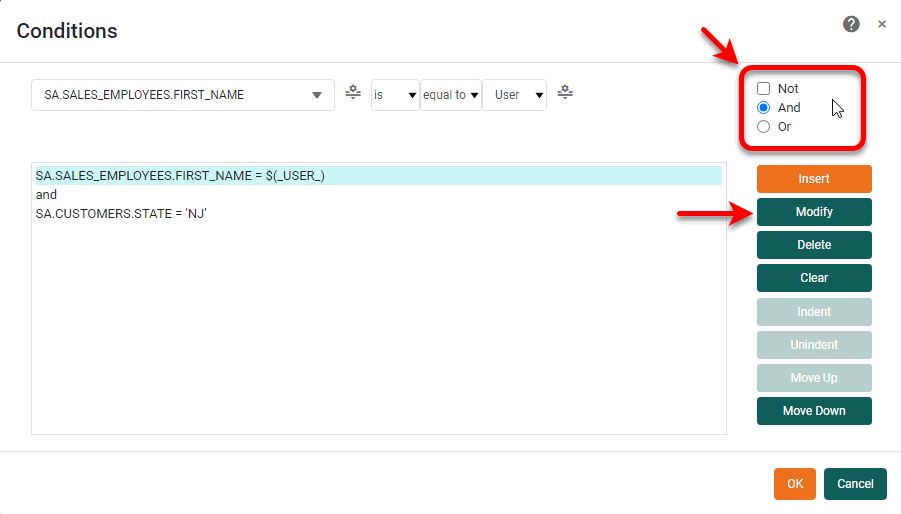 Conditions
SA.SALES_EMPLOYEES.FIRST_NAME is equal to User
Not
And
Or
SA.SALES_EMPLOYEES.FIRST_NAME = $(_USER_)
and
SA.CUSTOMERS.STATE = 'NJ'
Insert
Modify
Delete
Clear
Indent
Unindent
Move Up
Move Down
OK Cancel